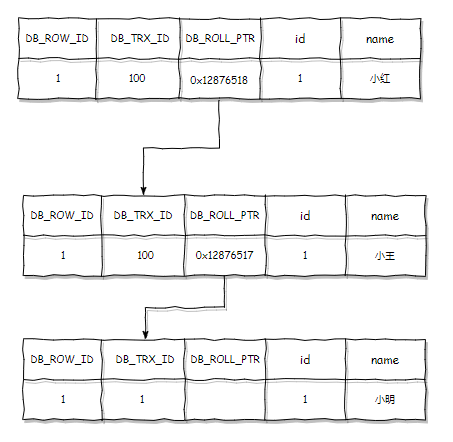 DB_ROW_ID DB_TRX_ID DB_ROLL_PTR id name
1 100 0x12876518 1 小红
DB_ROW_ID DB_TRX_ID DB_ROLL_PTR id name
1 100 0x12876517 1 小王
DB_ROW_ID DB_TRX_ID DB_ROLL_PTR id name
1 1 1 小明